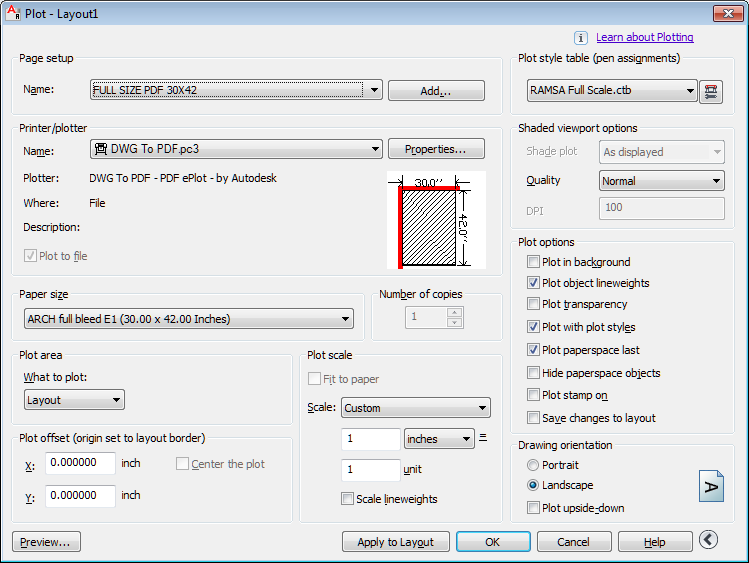 Plot - Layout1
Learn about Plotting
Page setup
Name: FULL SIZE PDF 30X42 Add...
Plot style table (pen assignments)
RAMSA Full Scale.ctb
Printer/plotter
Name: DWG To PDF.pc3 Properties...
Plotter: DWG To PDF - PDF ePlot - by Autodesk
Where: File
Description:
Plot to file
30.0''
42.0''
Shaded viewport options
Shade plot As displayed
Quality Normal
DPI 100
Paper size
ARCH full bleed E1 (30.00 x 42.00 Inches)
Number of copies
1
Plot options
Plot in background
Plot object lineweights
Plot transparency
Plot with plot styles
Plot paperspace last
Hide paperspace objects
Plot stamp on
Save changes to layout
Plot area
What to plot:
Layout
Plot scale
Fit to paper
Scale: Custom
1 inches =
1 unit
Scale lineweights
Plot offset (origin set to layout border)
X: 0.000000 inch Center the plot
Y: 0.000000 inch
Drawing orientation
Portrait
Landscape
Plot upside-down
A
Preview... Apply to Layout OK Cancel Help